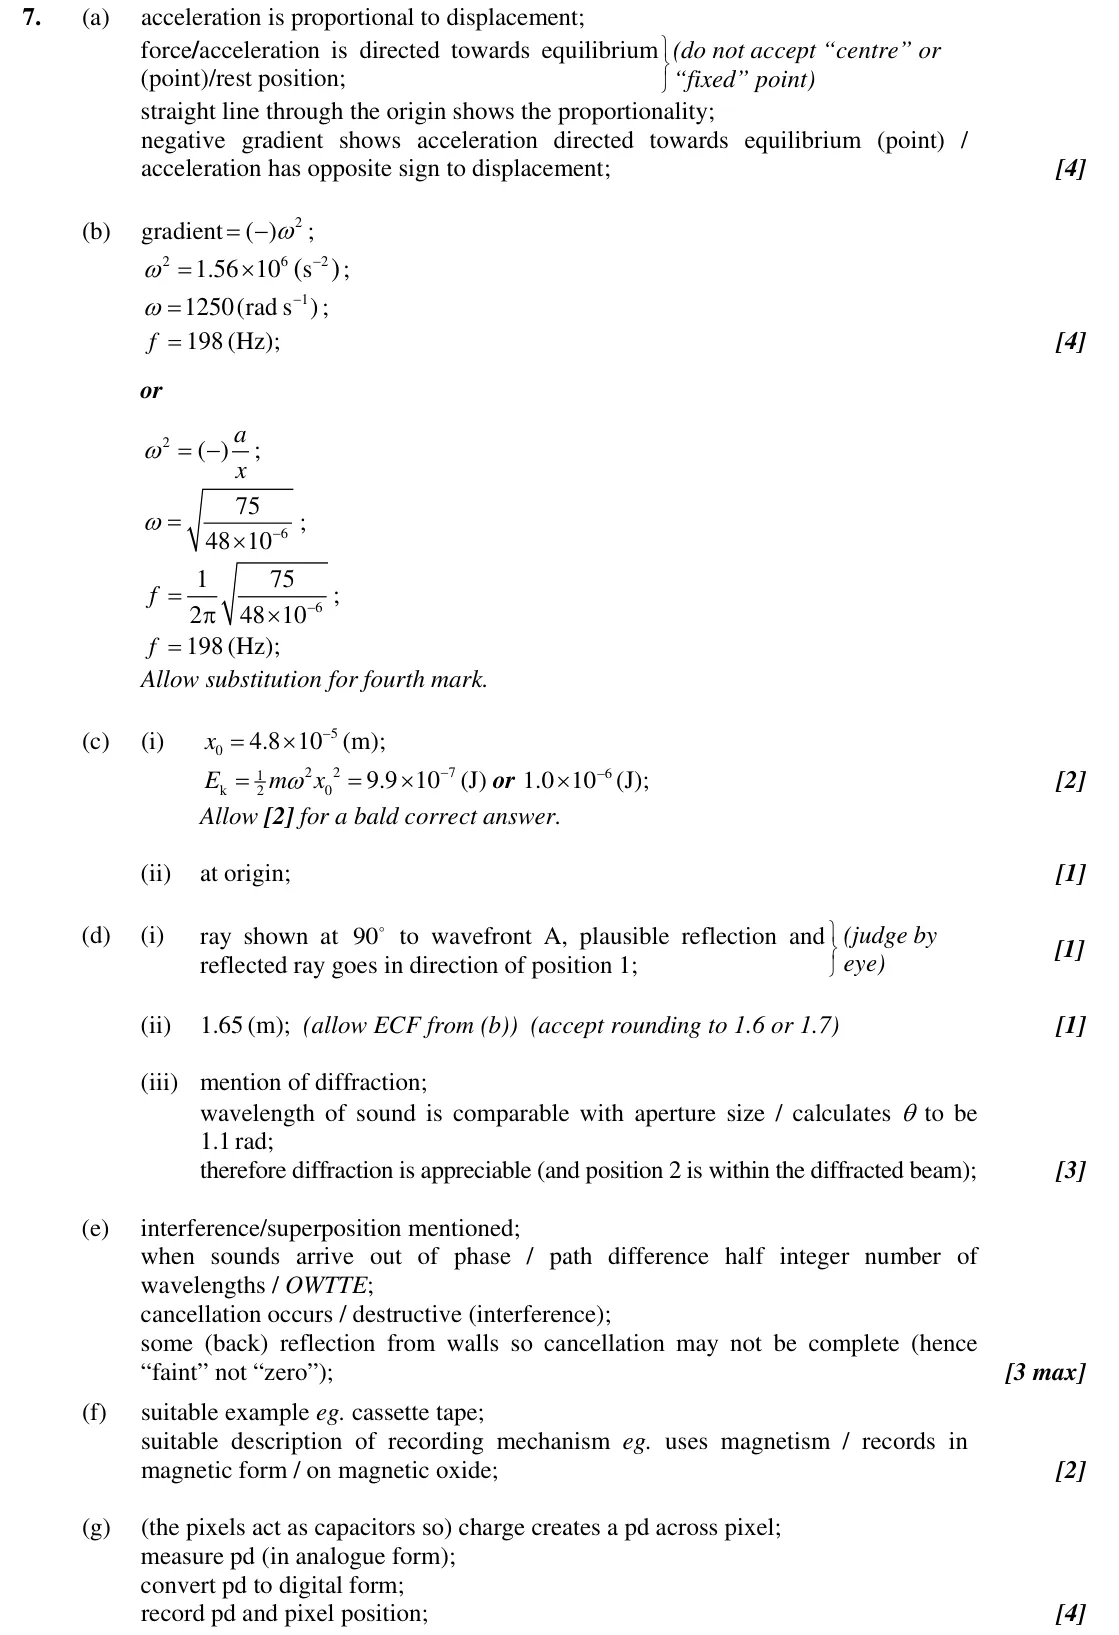 7. (a) acceleration is proportional to displacement;
force/acceleration is directed towards equilibrium (do not accept “centre” or
(point)/rest position; “fixed” point)
straight line through the origin shows the proportionality;
negative gradient shows acceleration directed towards equilibrium (point) /
acceleration has opposite sign to displacement; [4]
(b) gradient = (−)ω² ;
ω² = 1.56×10⁶ (s⁻²);
ω = 1250 (rad s⁻¹);
f = 198 (Hz); [4]
or
ω² = (−) a/x ;
ω = √(75 / 48×10⁻⁶) ;
f = 1/2π √(75 / 48×10⁻⁶) ;
f = 198 (Hz);
Allow substitution for fourth mark.
(c) (i) x₀ = 4.8×10⁻⁵ (m);
Eₖ = ½mω²x₀² = 9.9×10⁻⁷ (J) or 1.0×10⁻⁶ (J); [2]
Allow [2] for a bald correct answer.
(ii) at origin; [1]
(d) (i) ray shown at 90° to wavefront A, plausible reflection and (judge by
reflected ray goes in direction of position 1; eye) [1]
(ii) 1.65 (m); (allow ECF from (b)) (accept rounding to 1.6 or 1.7) [1]
(iii) mention of diffraction;
wavelength of sound is comparable with aperture size / calculates θ to be
1.1 rad;
therefore diffraction is appreciable (and position 2 is within the diffracted beam); [3]
(e) interference/superposition mentioned;
when sounds arrive out of phase / path difference half integer number of
wavelengths / OWTTE;
cancellation occurs / destructive (interference);
some (back) reflection from walls so cancellation may not be complete (hence
“faint” not “zero”); [3 max]
(f) suitable example eg. cassette tape;
suitable description of recording mechanism eg. uses magnetism / records in
magnetic form / on magnetic oxide; [2]
(g) (the pixels act as capacitors so) charge creates a pd across pixel;
measure pd (in analogue form);
convert pd to digital form;
record pd and pixel position; [4]